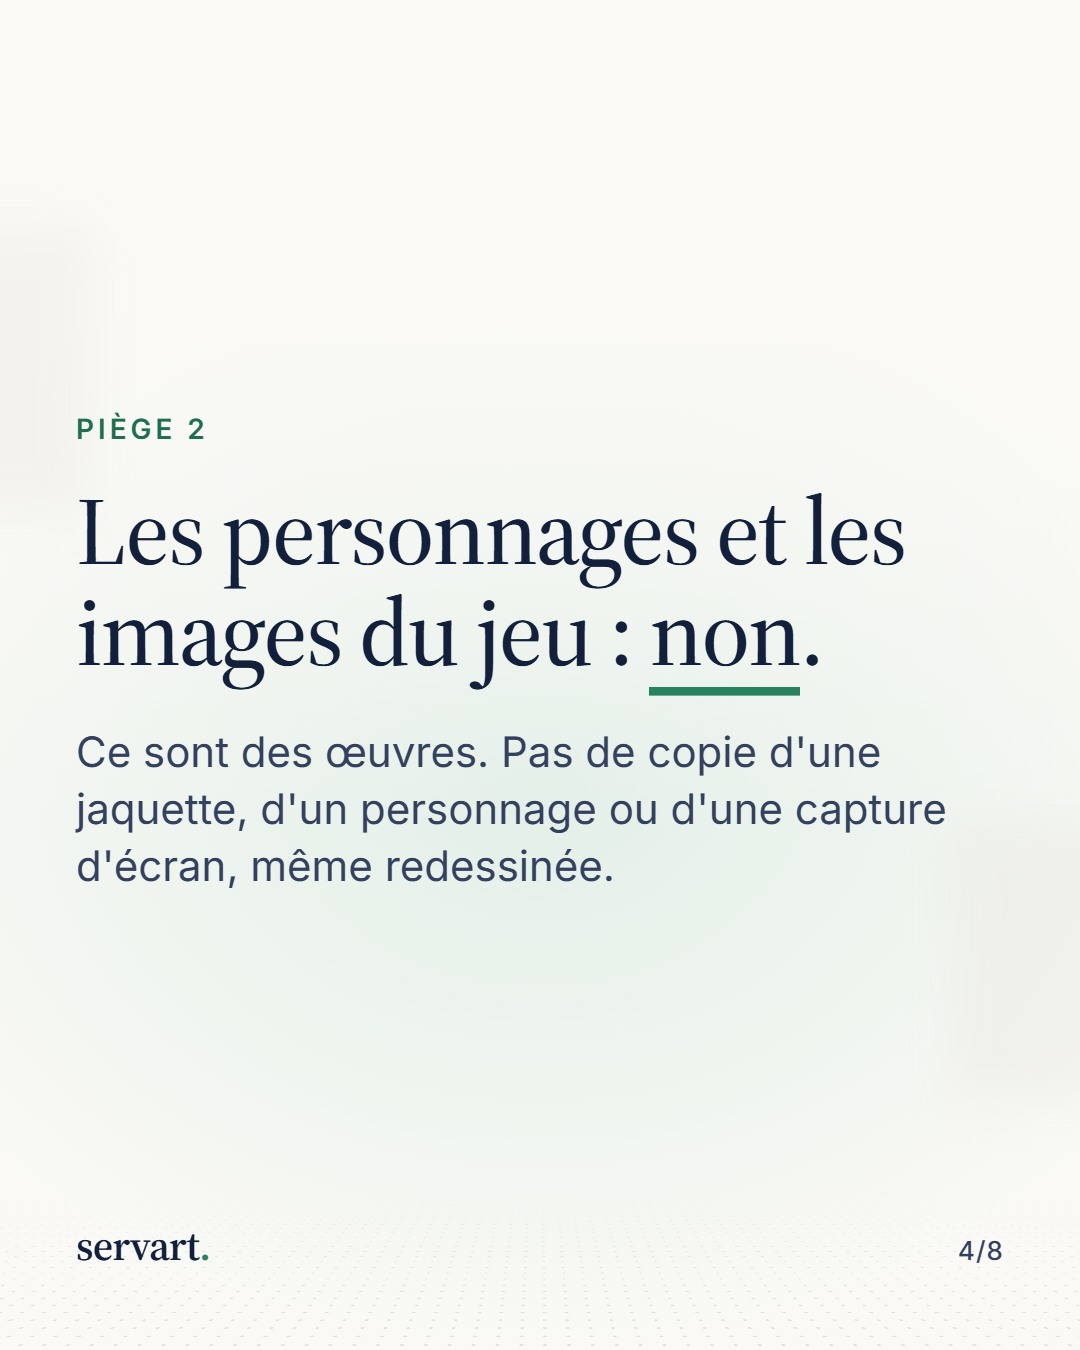 PIÈGE 2
Les personnages et les
images du jeu : non.
Ce sont des œuvres. Pas de copie d'une
jaquette, d'un personnage ou d'une capture
d'écran, même redessinée.
servart.
4/8